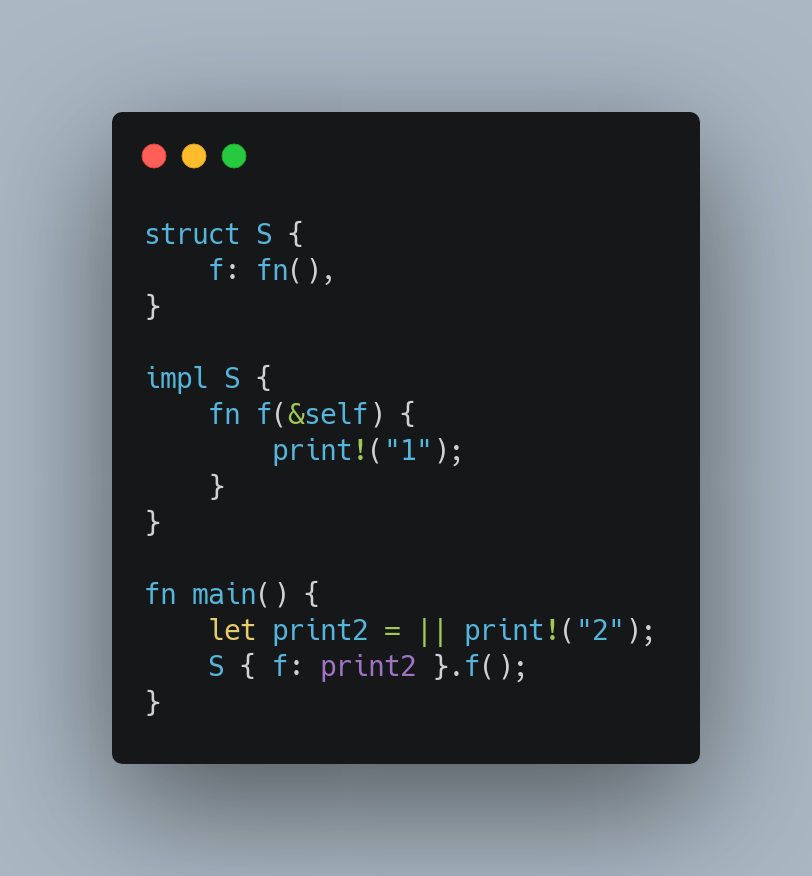 struct S {
    f: fn(),
}

impl S {
    fn f(&self) {
        print!("1");
    }
}

fn main() {
    let print2 = || print!("2");
    S { f: print2 }.f();
}